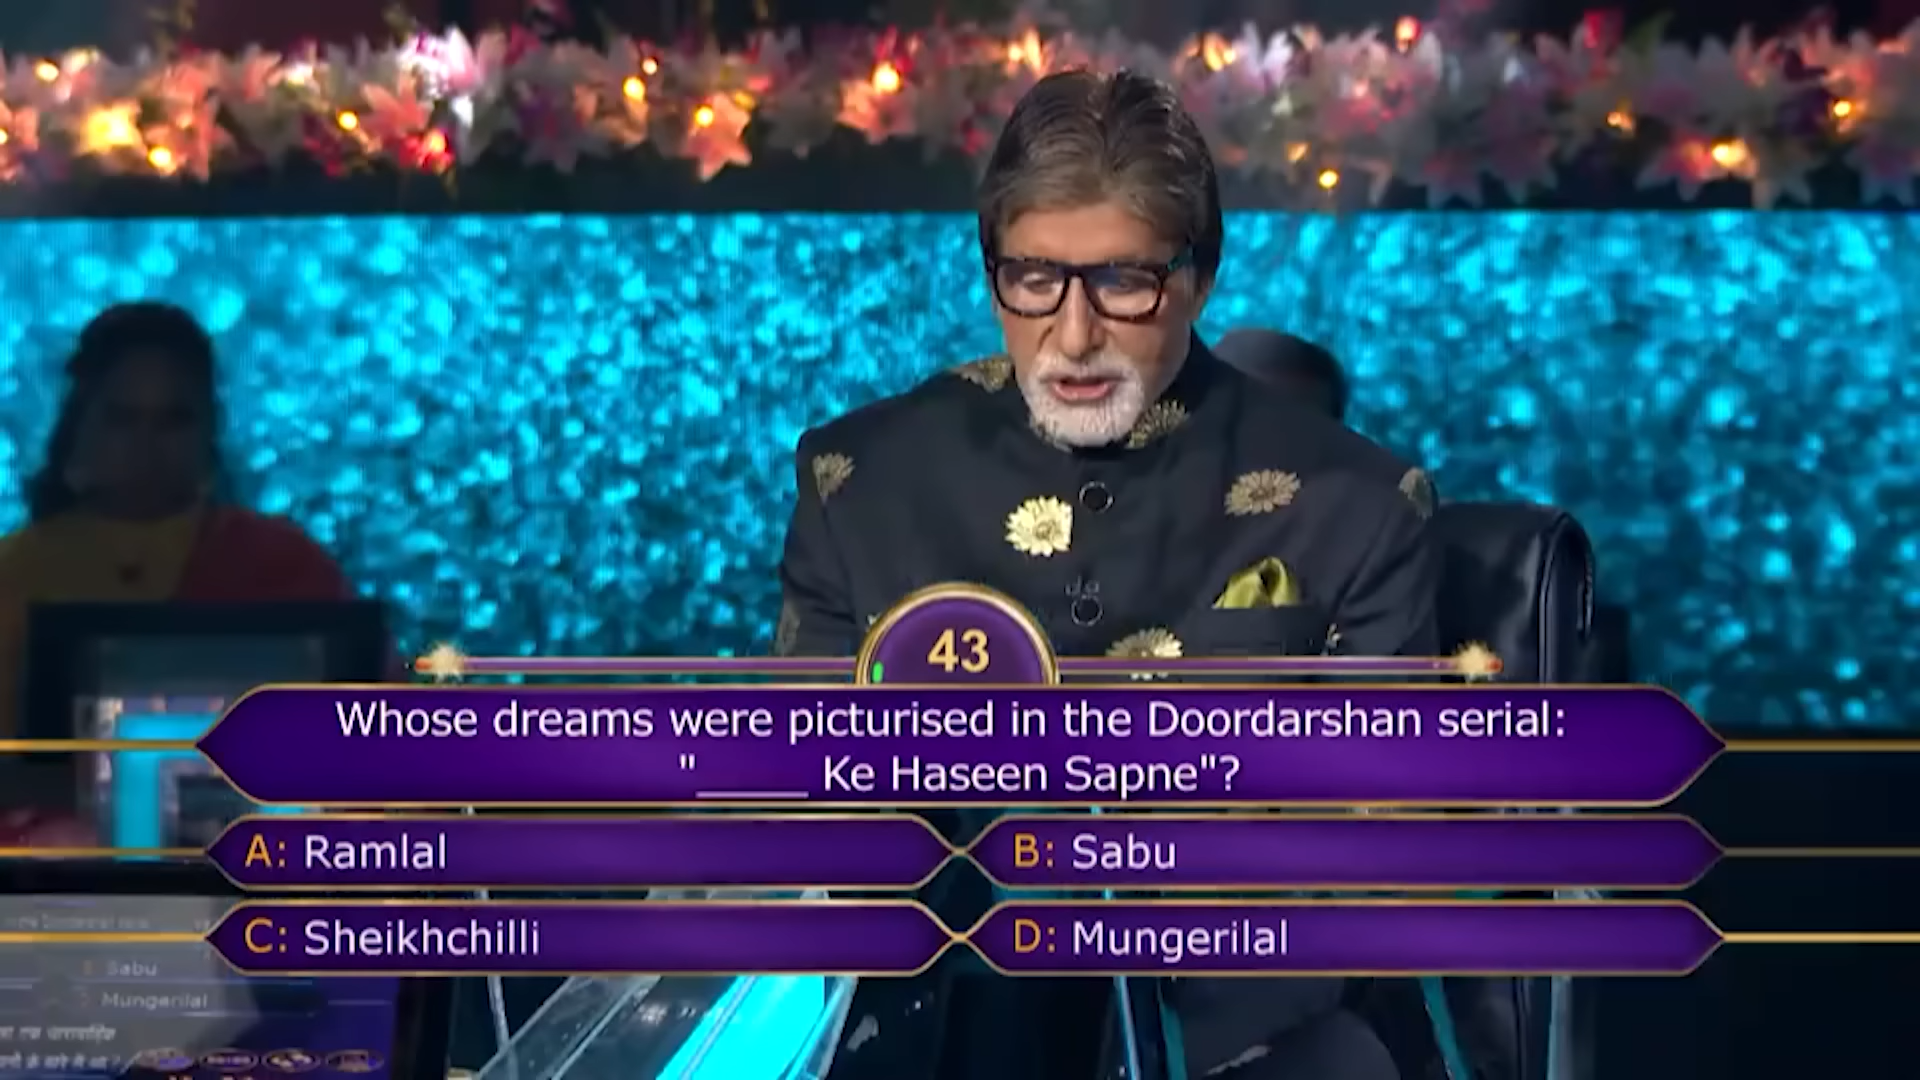 43
Whose dreams were picturised in the Doordarshan serial:
"_____ Ke Haseen Sapne"?
A: Ramlal
B: Sabu
C: Sheikhchilli
D: Mungerilal
Sabu
Mungerilal